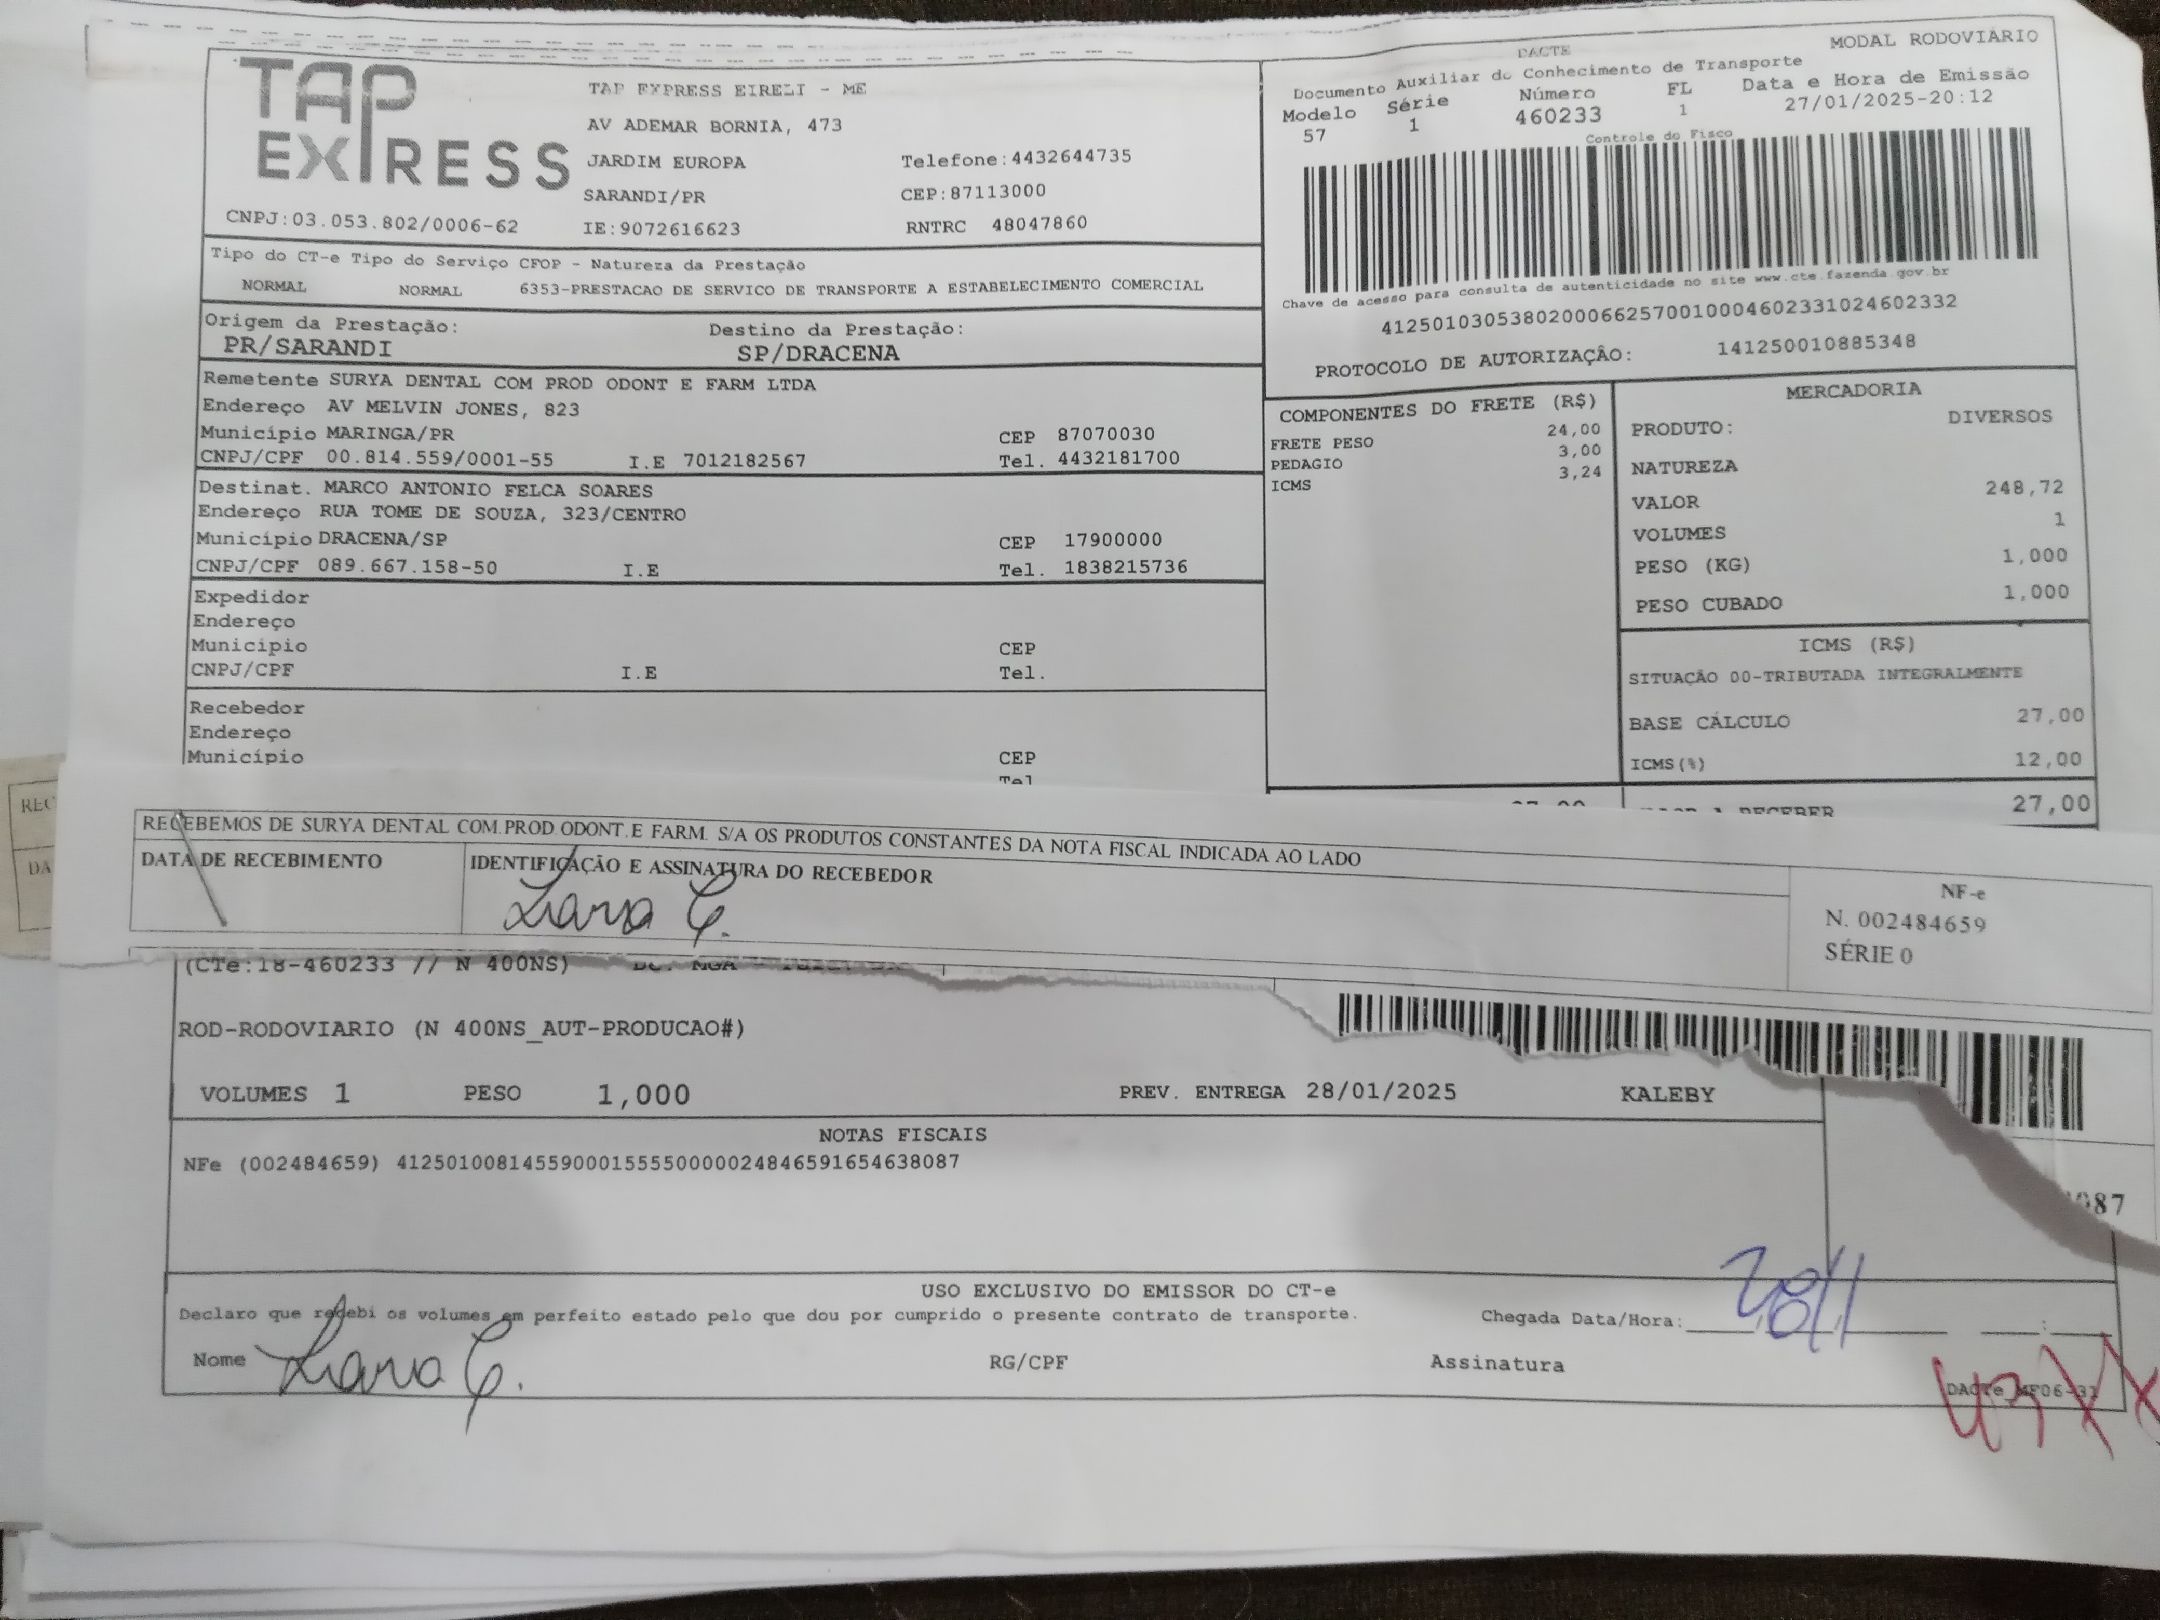 TAP
EXPRESS
TAP EXPRESS EIRELI - ME
AV ADEMAR BORNIA, 473
JARDIM EUROPA Telefone:4432644735
SARANDI/PR CEP:87113000
CNPJ:03.053.802/0006-62 IE:9072616623 RNTRC 48047860
DACTE MODAL RODOVIARIO
Documento Auxiliar do Conhecimento de Transporte
Modelo Série Número FL Data e Hora de Emissão
57 1 460233 1 27/01/2025-20:12
Controle do Fisco
Chave de acesso para consulta de autenticidade no site www.cte.fazenda.gov.br
41250103053802000662570010004602331024602332
PROTOCOLO DE AUTORIZAÇÃO: 141250010885348
Tipo do CT-e Tipo do Serviço CFOP - Natureza da Prestação
NORMAL NORMAL 6353-PRESTACAO DE SERVICO DE TRANSPORTE A ESTABELECIMENTO COMERCIAL
Origem da Prestação: Destino da Prestação:
PR/SARANDI SP/DRACENA
Remetente SURYA DENTAL COM PROD ODONT E FARM LTDA
Endereço AV MELVIN JONES, 823
Município MARINGA/PR CEP 87070030
CNPJ/CPF 00.814.559/0001-55 I.E 7012182567 Tel. 4432181700
Destinat. MARCO ANTONIO FELCA SOARES
Endereço RUA TOME DE SOUZA, 323/CENTRO
Município DRACENA/SP CEP 17900000
CNPJ/CPF 089.667.158-50 I.E Tel. 1838215736
Expedidor
Endereço
Município CEP
CNPJ/CPF I.E Tel.
Recebedor
Endereço
Município CEP
Tel
COMPONENTES DO FRETE (R$)
FRETE PESO 24,00
PEDAGIO 3,00
ICMS 3,24
MERCADORIA
PRODUTO: DIVERSOS
NATUREZA
VALOR 248,72
VOLUMES 1
PESO (KG) 1,000
PESO CUBADO 1,000
ICMS (R$)
SITUAÇÃO 00-TRIBUTADA INTEGRALMENTE
BASE CÁLCULO 27,00
ICMS(%) 12,00
A RECEBER 27,00
RECEBEMOS DE SURYA DENTAL COM.PROD.ODONT.E FARM. S/A OS PRODUTOS CONSTANTES DA NOTA FISCAL INDICADA AO LADO
DATA DE RECEBIMENTO IDENTIFICAÇÃO E ASSINATURA DO RECEBEDOR
Lara C.
NF-e
N. 002484659
SÉRIE 0
REC
DA
(CTe:18-460233 // N 400NS)
ROD-RODOVIARIO (N 400NS_AUT-PRODUCAO#)
VOLUMES 1 PESO 1,000 PREV. ENTREGA 28/01/2025 KALEBY
NOTAS FISCAIS
NFe (002484659) 41250100814559000155550000024846591654638087
087
USO EXCLUSIVO DO EMISSOR DO CT-e
Declaro que recebi os volumes em perfeito estado pelo que dou por cumprido o presente contrato de transporte. Chegada Data/Hora:
Nome Lara C. RG/CPF Assinatura